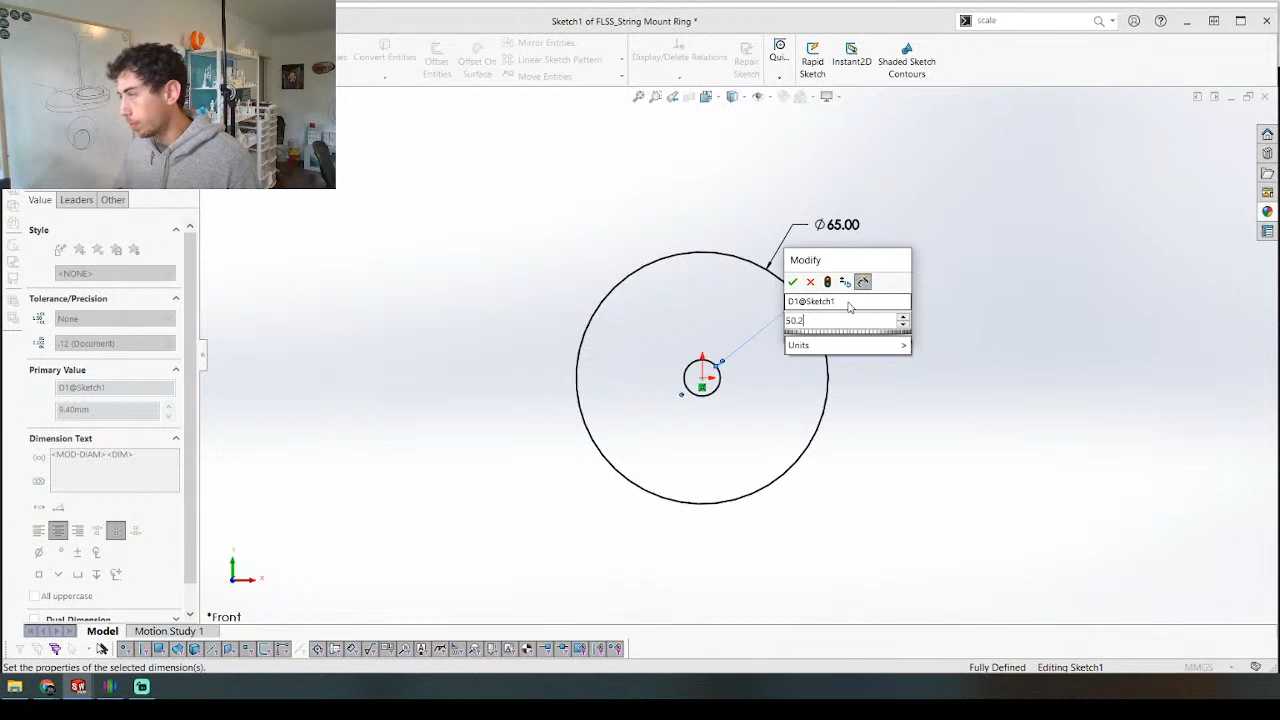 Sketch1 of FLSS_String Mount Ring *
scale
Convert Entities
Offset Entities
Offset On Surface
Mirror Entities
Linear Sketch Pattern
Move Entities
Display/Delete Relations
Repair Sketch
Qui...
Rapid Sketch
Instant2D
Shaded Sketch Contours
Value
Leaders
Other
Style
<NONE>
Tolerance/Precision
None
.12 (Document)
Primary Value
D1@Sketch1
9.40mm
Dimension Text
<MOD-DIAM><DIM>
All uppercase
Dual Dimension
Ø65.00
Modify
D1@Sketch1
50.2
Units >
Y
X
*Front
Model
Motion Study 1
Set the properties of the selected dimension(s).
Fully Defined
Editing Sketch1
MMGS